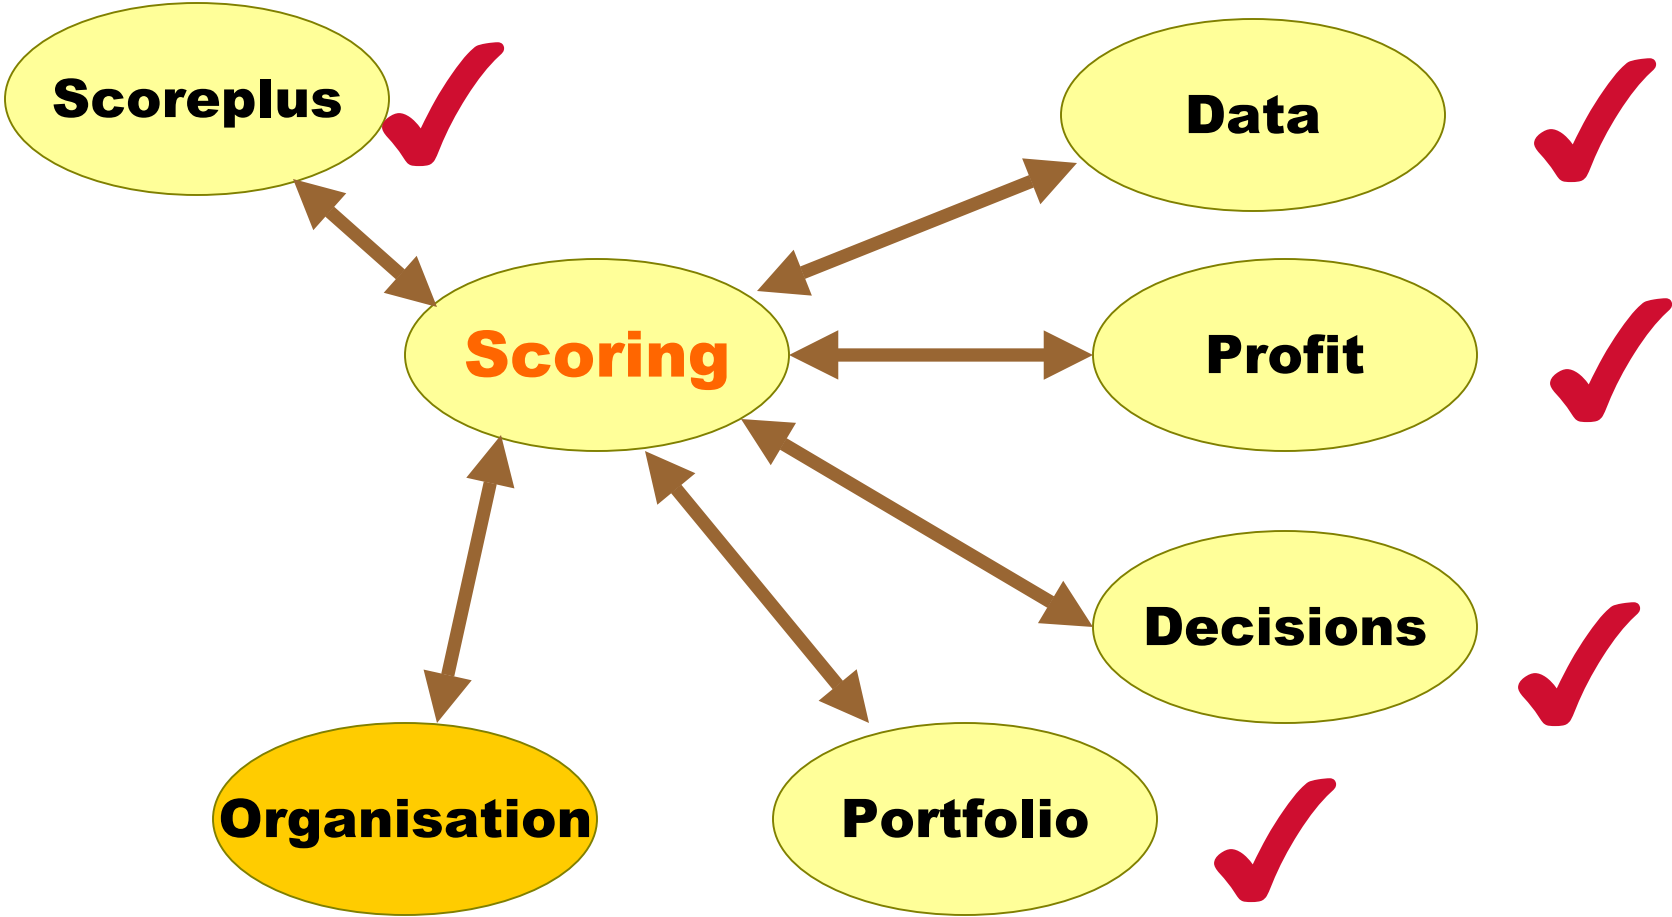 Scoreplus
Data
Scoring
Profit
Decisions
Organisation
Portfolio